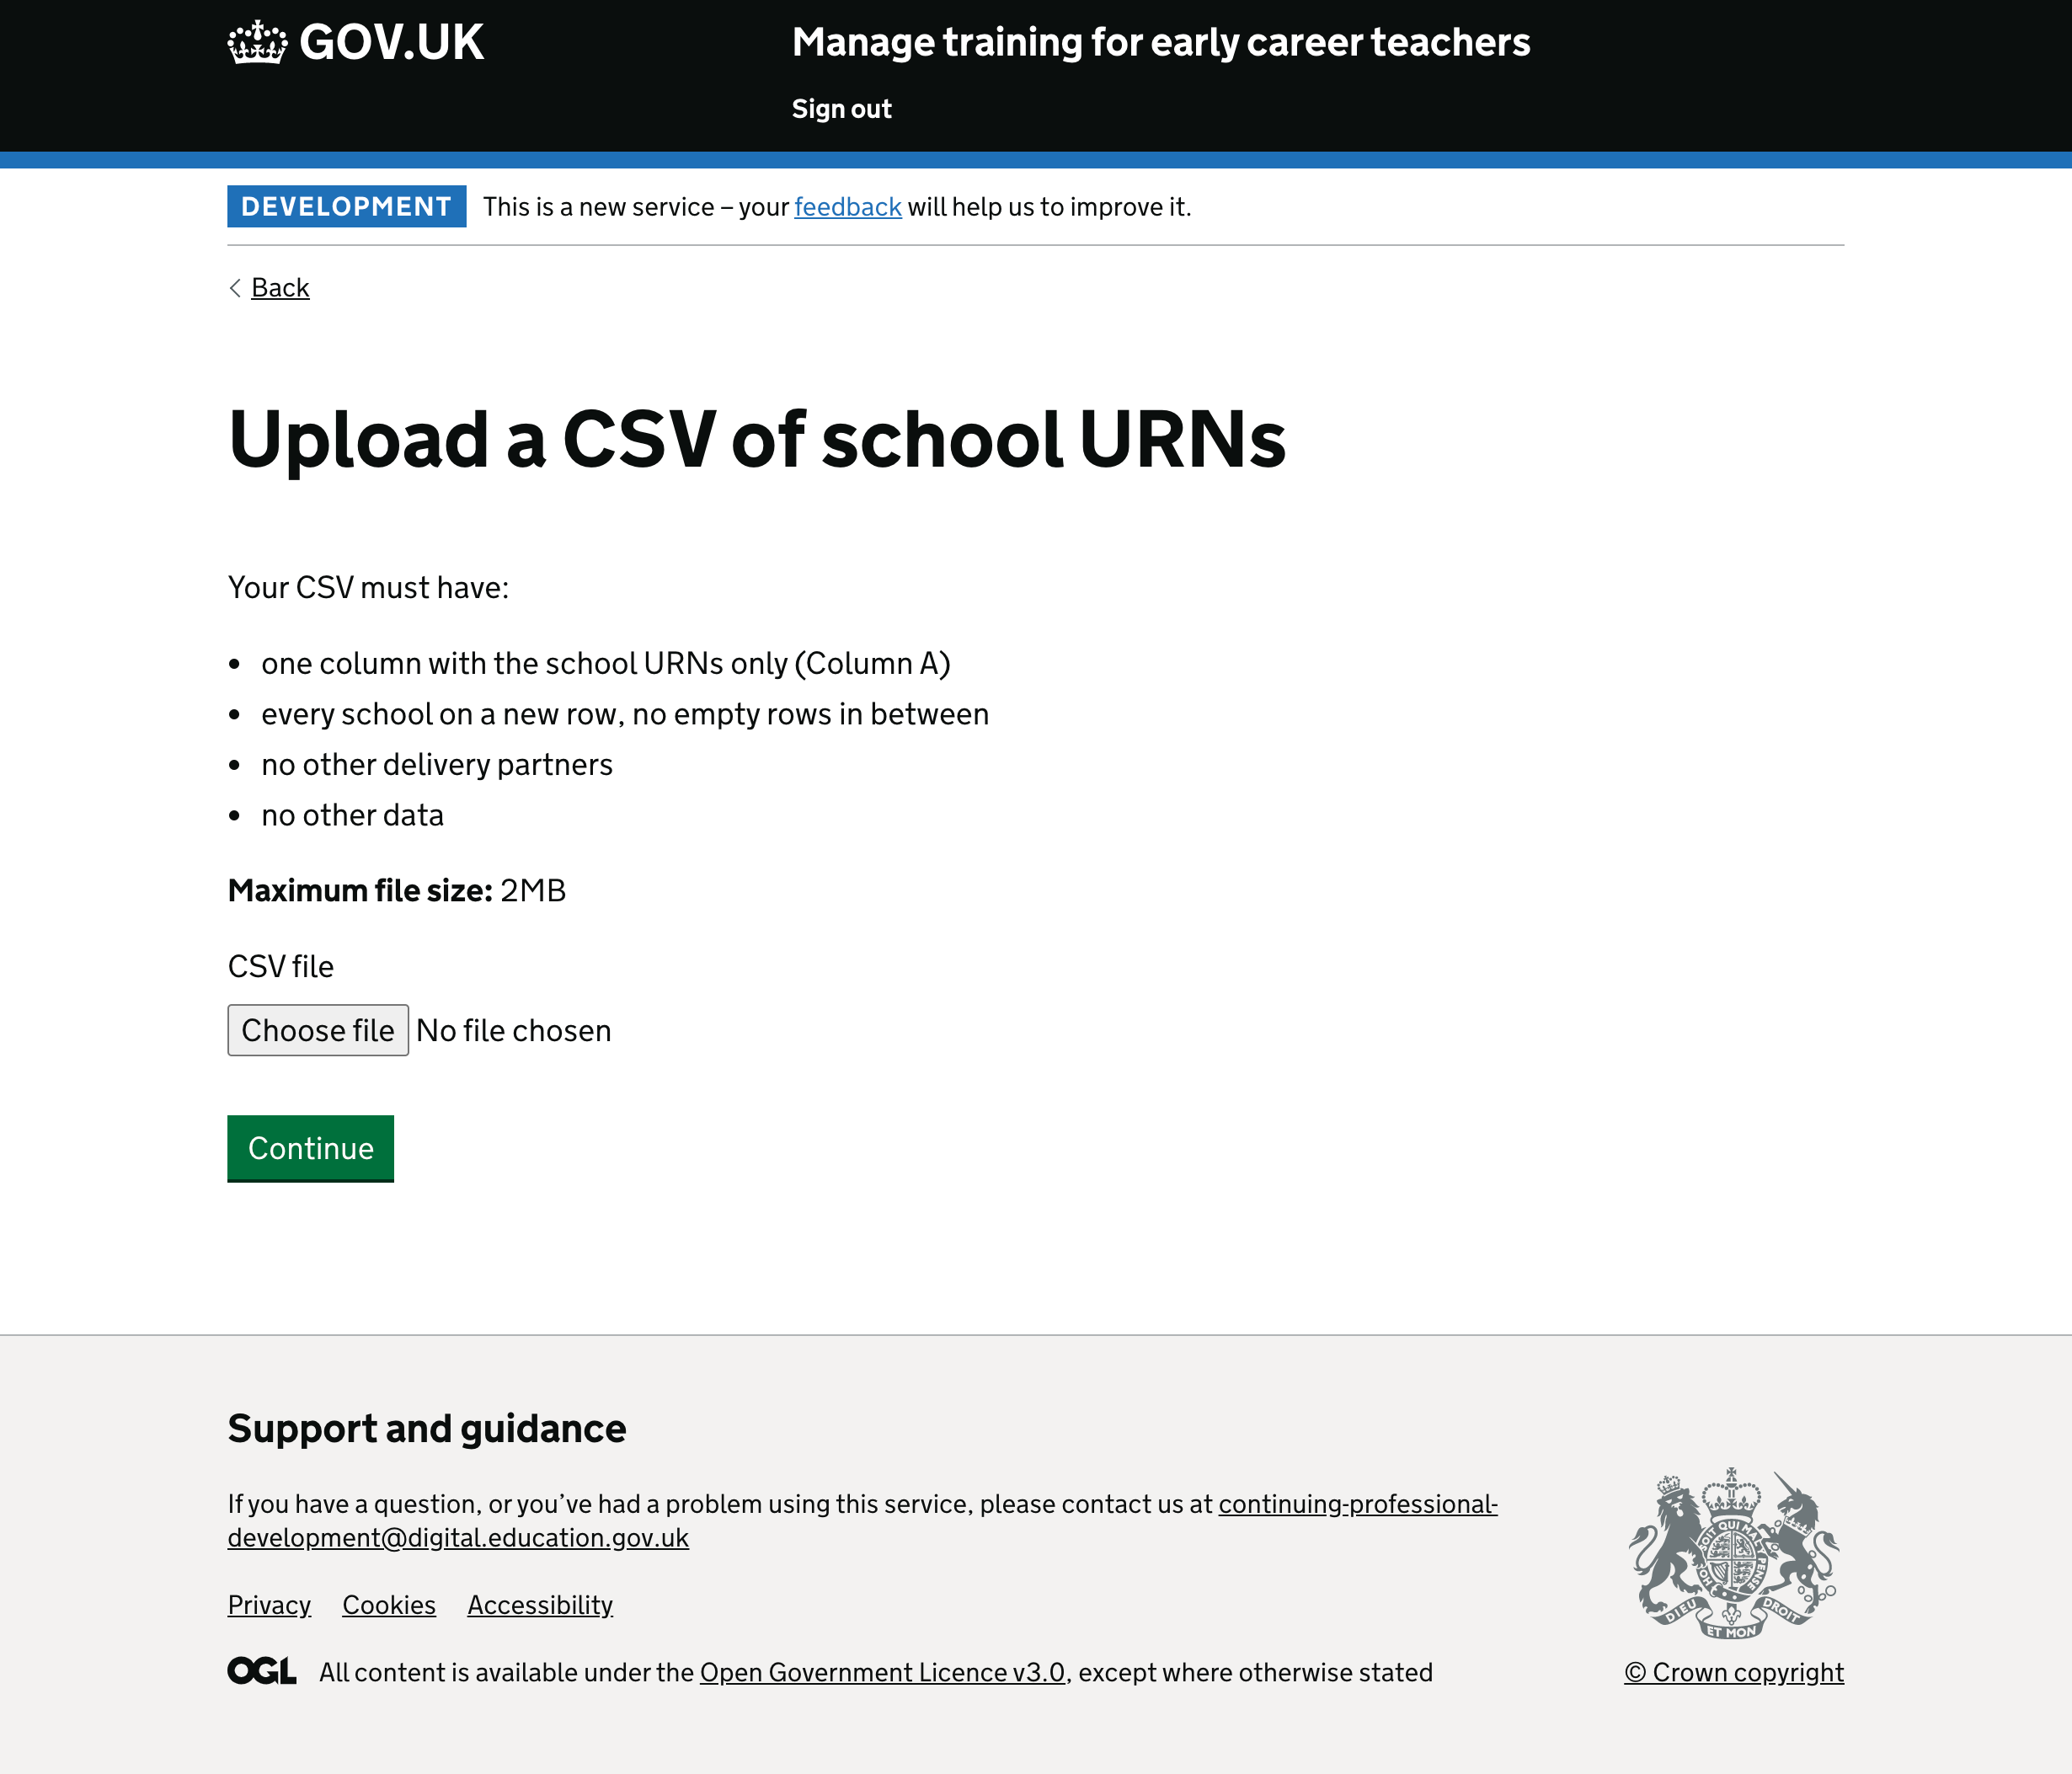 GOV.UK
Manage training for early career teachers
Sign out
DEVELOPMENT This is a new service – your feedback will help us to improve it.
Back
Upload a CSV of school URNs
Your CSV must have:
• one column with the school URNs only (Column A)
• every school on a new row, no empty rows in between
• no other delivery partners
• no other data
Maximum file size: 2MB
CSV file
Choose file No file chosen
Continue
Support and guidance
If you have a question, or you’ve had a problem using this service, please contact us at continuing-professional-
development@digital.education.gov.uk
Privacy Cookies Accessibility
OGL All content is available under the Open Government Licence v3.0, except where otherwise stated
DIEU ET MON DROIT
© Crown copyright